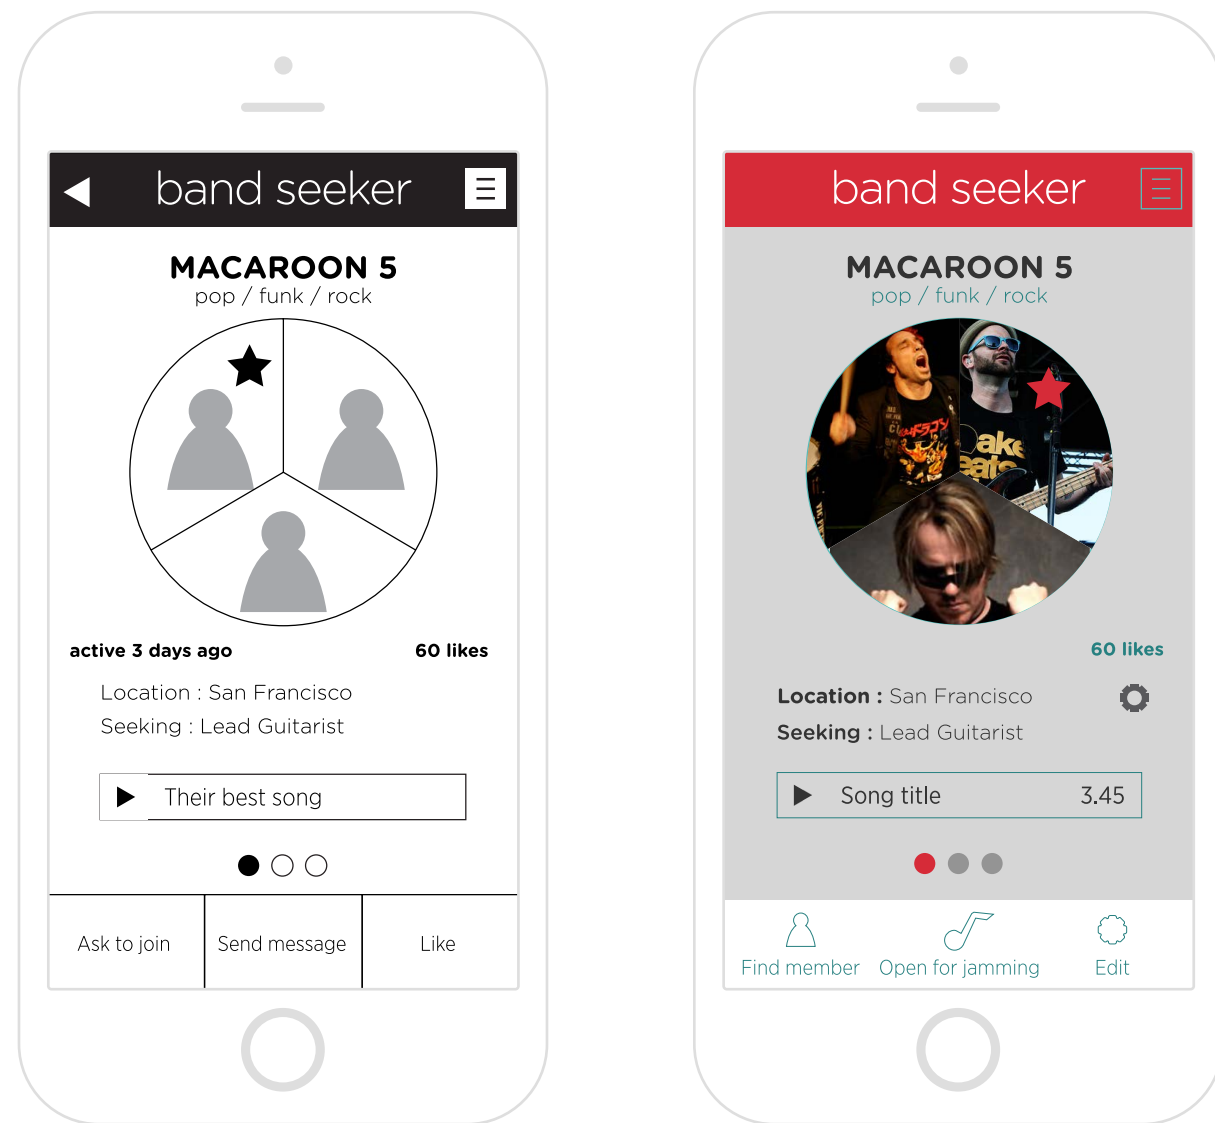 band seeker
MACAROON 5
pop / funk / rock
active 3 days ago
60 likes
Location : San Francisco
Seeking : Lead Guitarist
Their best song
Ask to join
Send message
Like
band seeker
MACAROON 5
pop / funk / rock
60 likes
Location : San Francisco
Seeking : Lead Guitarist
Song title 3.45
Find member
Open for jamming
Edit